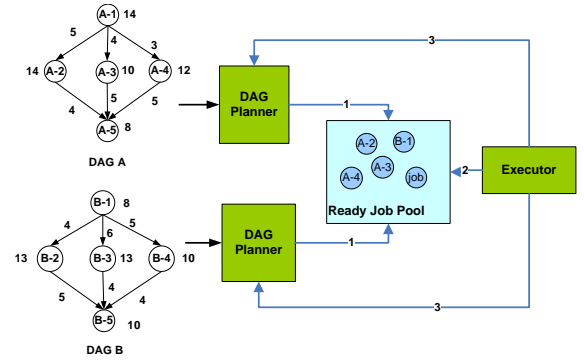 A-1 14
5 4 3
14 A-2 A-3 10 A-4 12
4 5 5
A-5 8
DAG A
B-1 8
4 6 5
13 B-2 B-3 13 B-4 10
5 4 4
B-5 10
DAG B
DAG
Planner
1
DAG
Planner
1
A-2 B-1
A-3
A-4 job
Ready Job Pool
3
2
Executor
3